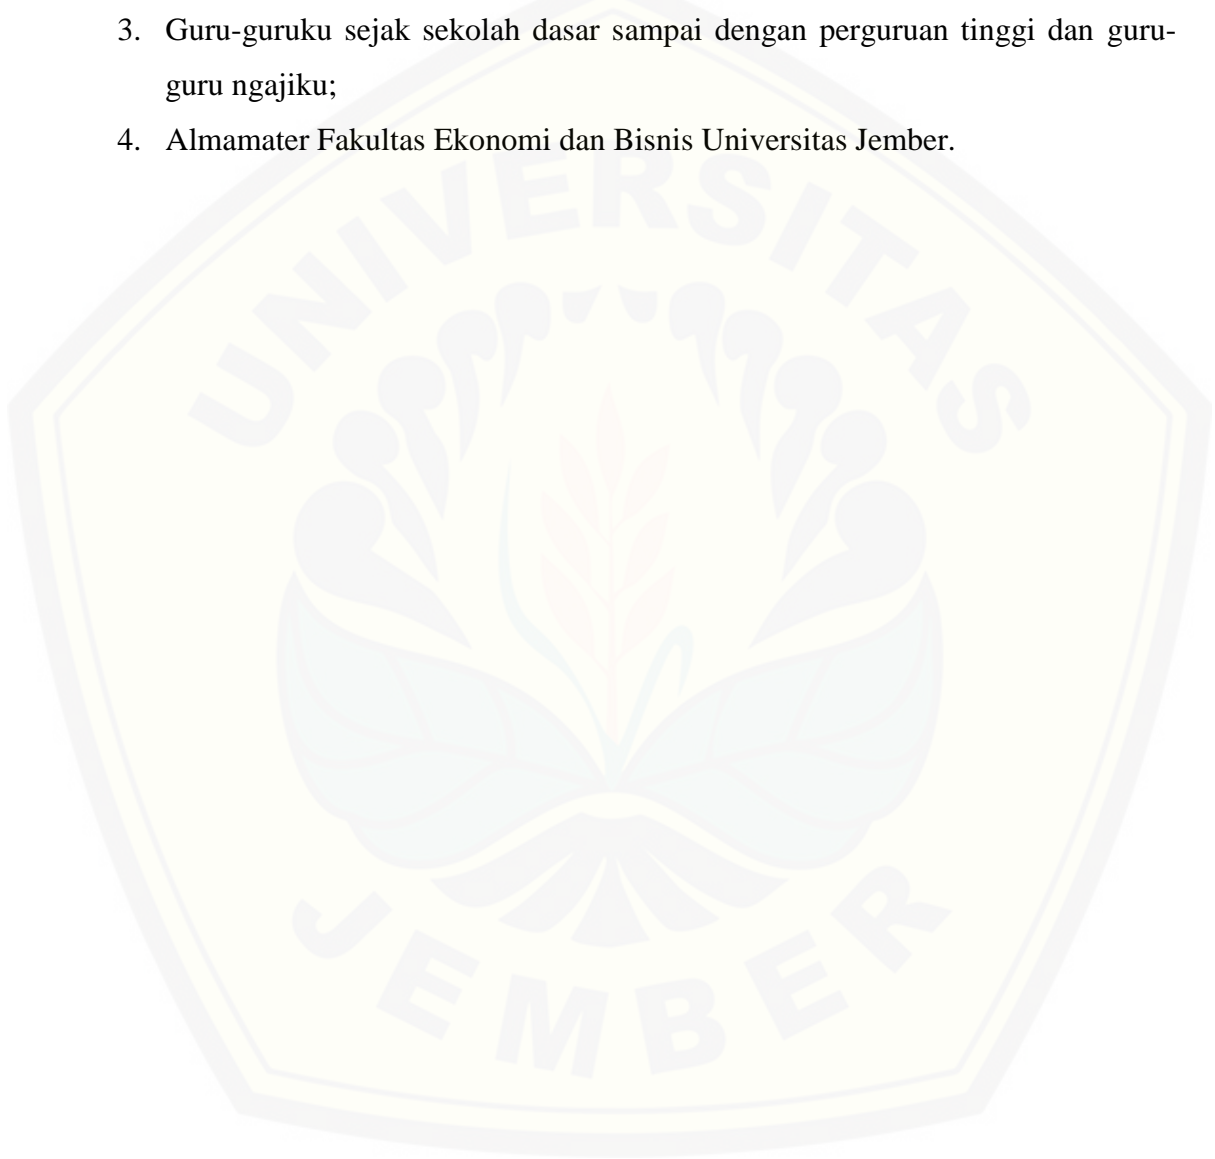 3. Guru-guruku sejak sekolah dasar sampai dengan perguruan tinggi dan guru-
guru ngajiku;
4. Almamater Fakultas Ekonomi dan Bisnis Universitas Jember.
UNIVERSITAS
JEMBER